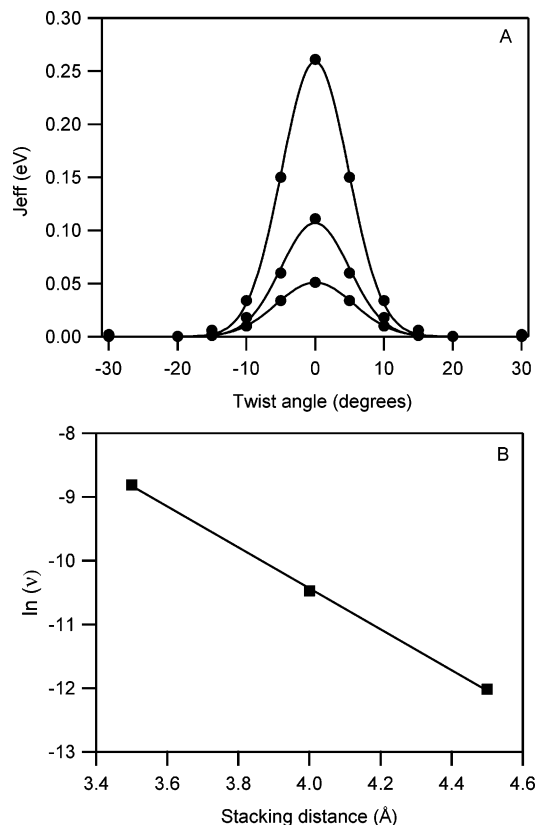 0.30
A
0.25
0.20
Jeff (eV)
0.15
0.10
0.05
0.00
-30 -20 -10 0 10 20 30
Twist angle (degrees)
-8
B
-9
-10
ln (ν)
-11
-12
-13
3.4 3.6 3.8 4.0 4.2 4.4 4.6
Stacking distance (Å)